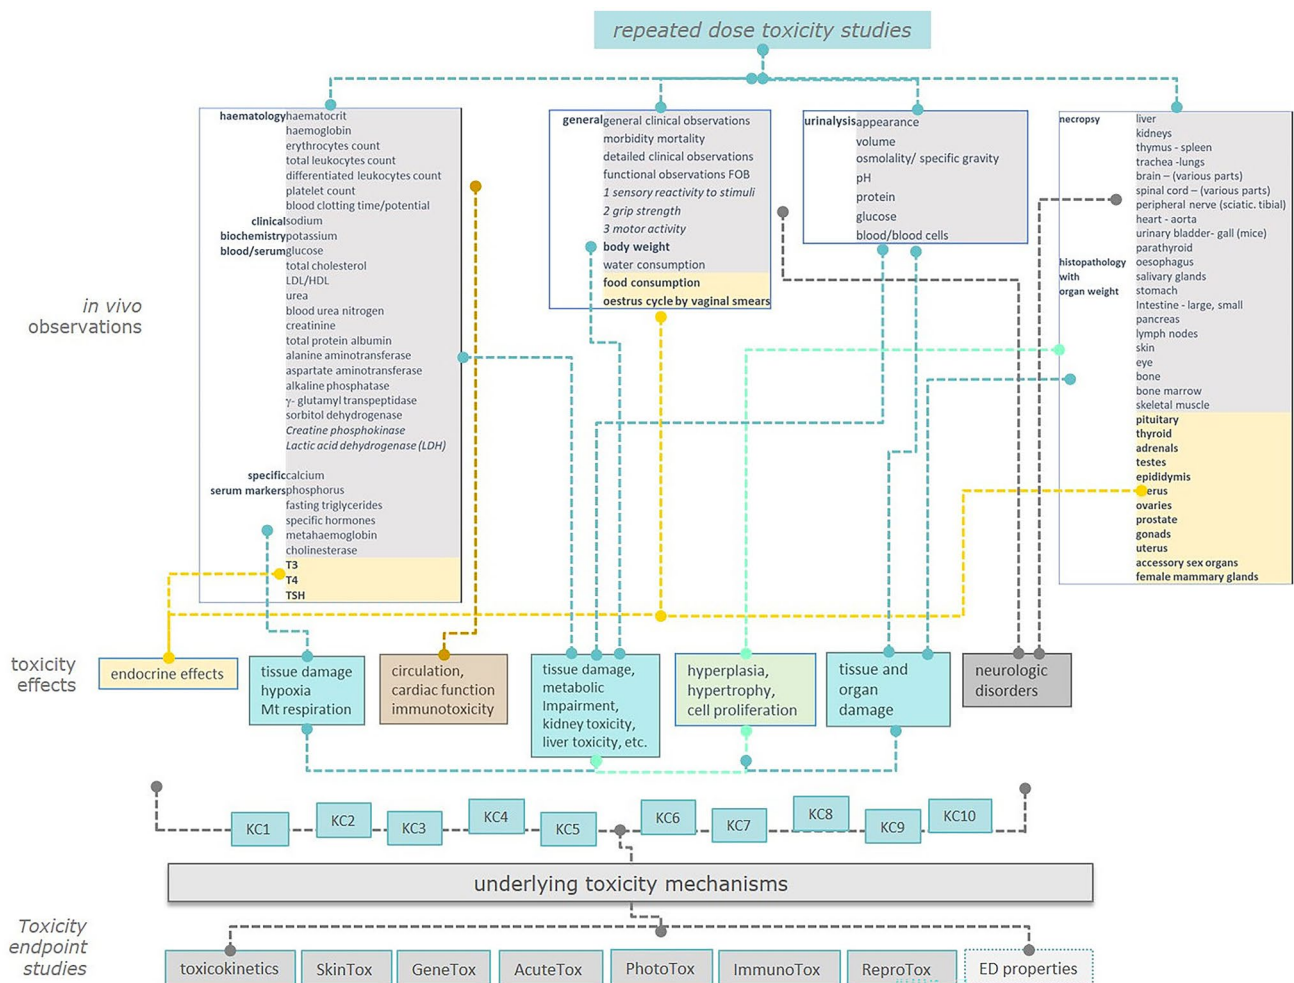 repeated dose toxicity studies
in vivo
observations
haematology
haematocrit
haemoglobin
erythrocytes count
total leukocytes count
differentiated leukocytes count
platelet count
blood clotting time/potential
clinical
biochemistry
blood/serum
sodium
potassium
glucose
total cholesterol
LDL/HDL
urea
blood urea nitrogen
creatinine
total protein albumin
alanine aminotransferase
aspartate aminotransferase
alkaline phosphatase
γ- glutamyl transpeptidase
sorbitol dehydrogenase
Creatine phosphokinase
Lactic acid dehydrogenase (LDH)
specific
serum markers
calcium
phosphorus
fasting triglycerides
specific hormones
metahaemoglobin
cholinesterase
T3
T4
TSH
general
general clinical observations
morbidity mortality
detailed clinical observations
functional observations FOB
1 sensory reactivity to stimuli
2 grip strength
3 motor activity
body weight
water consumption
food consumption
oestrus cycle by vaginal smears
urinalysis
appearance
volume
osmolality/ specific gravity
pH
protein
glucose
blood/blood cells
necropsy
histopathology
with
organ weight
liver
kidneys
thymus - spleen
trachea -lungs
brain – (various parts)
spinal cord – (various parts)
peripheral nerve (sciatic. tibial)
heart - aorta
urinary bladder- gall (mice)
parathyroid
oesophagus
salivary glands
stomach
Intestine - large, small
pancreas
lymph nodes
skin
eye
bone
bone marrow
skeletal muscle
pituitary
thyroid
adrenals
testes
epididymis
erus
ovaries
prostate
gonads
uterus
accessory sex organs
female mammary glands
toxicity
effects
endocrine effects
tissue damage
hypoxia
Mt respiration
circulation,
cardiac function
immunotoxicity
tissue damage,
metabolic
Impairment,
kidney toxicity,
liver toxicity, etc.
hyperplasia,
hypertrophy,
cell proliferation
tissue and
organ
damage
neurologic
disorders
KC1
KC2
KC3
KC4
KC5
KC6
KC7
KC8
KC9
KC10
underlying toxicity mechanisms
Toxicity
endpoint
studies
toxicokinetics
SkinTox
GeneTox
AcuteTox
PhotoTox
ImmunoTox
ReproTox
ED properties